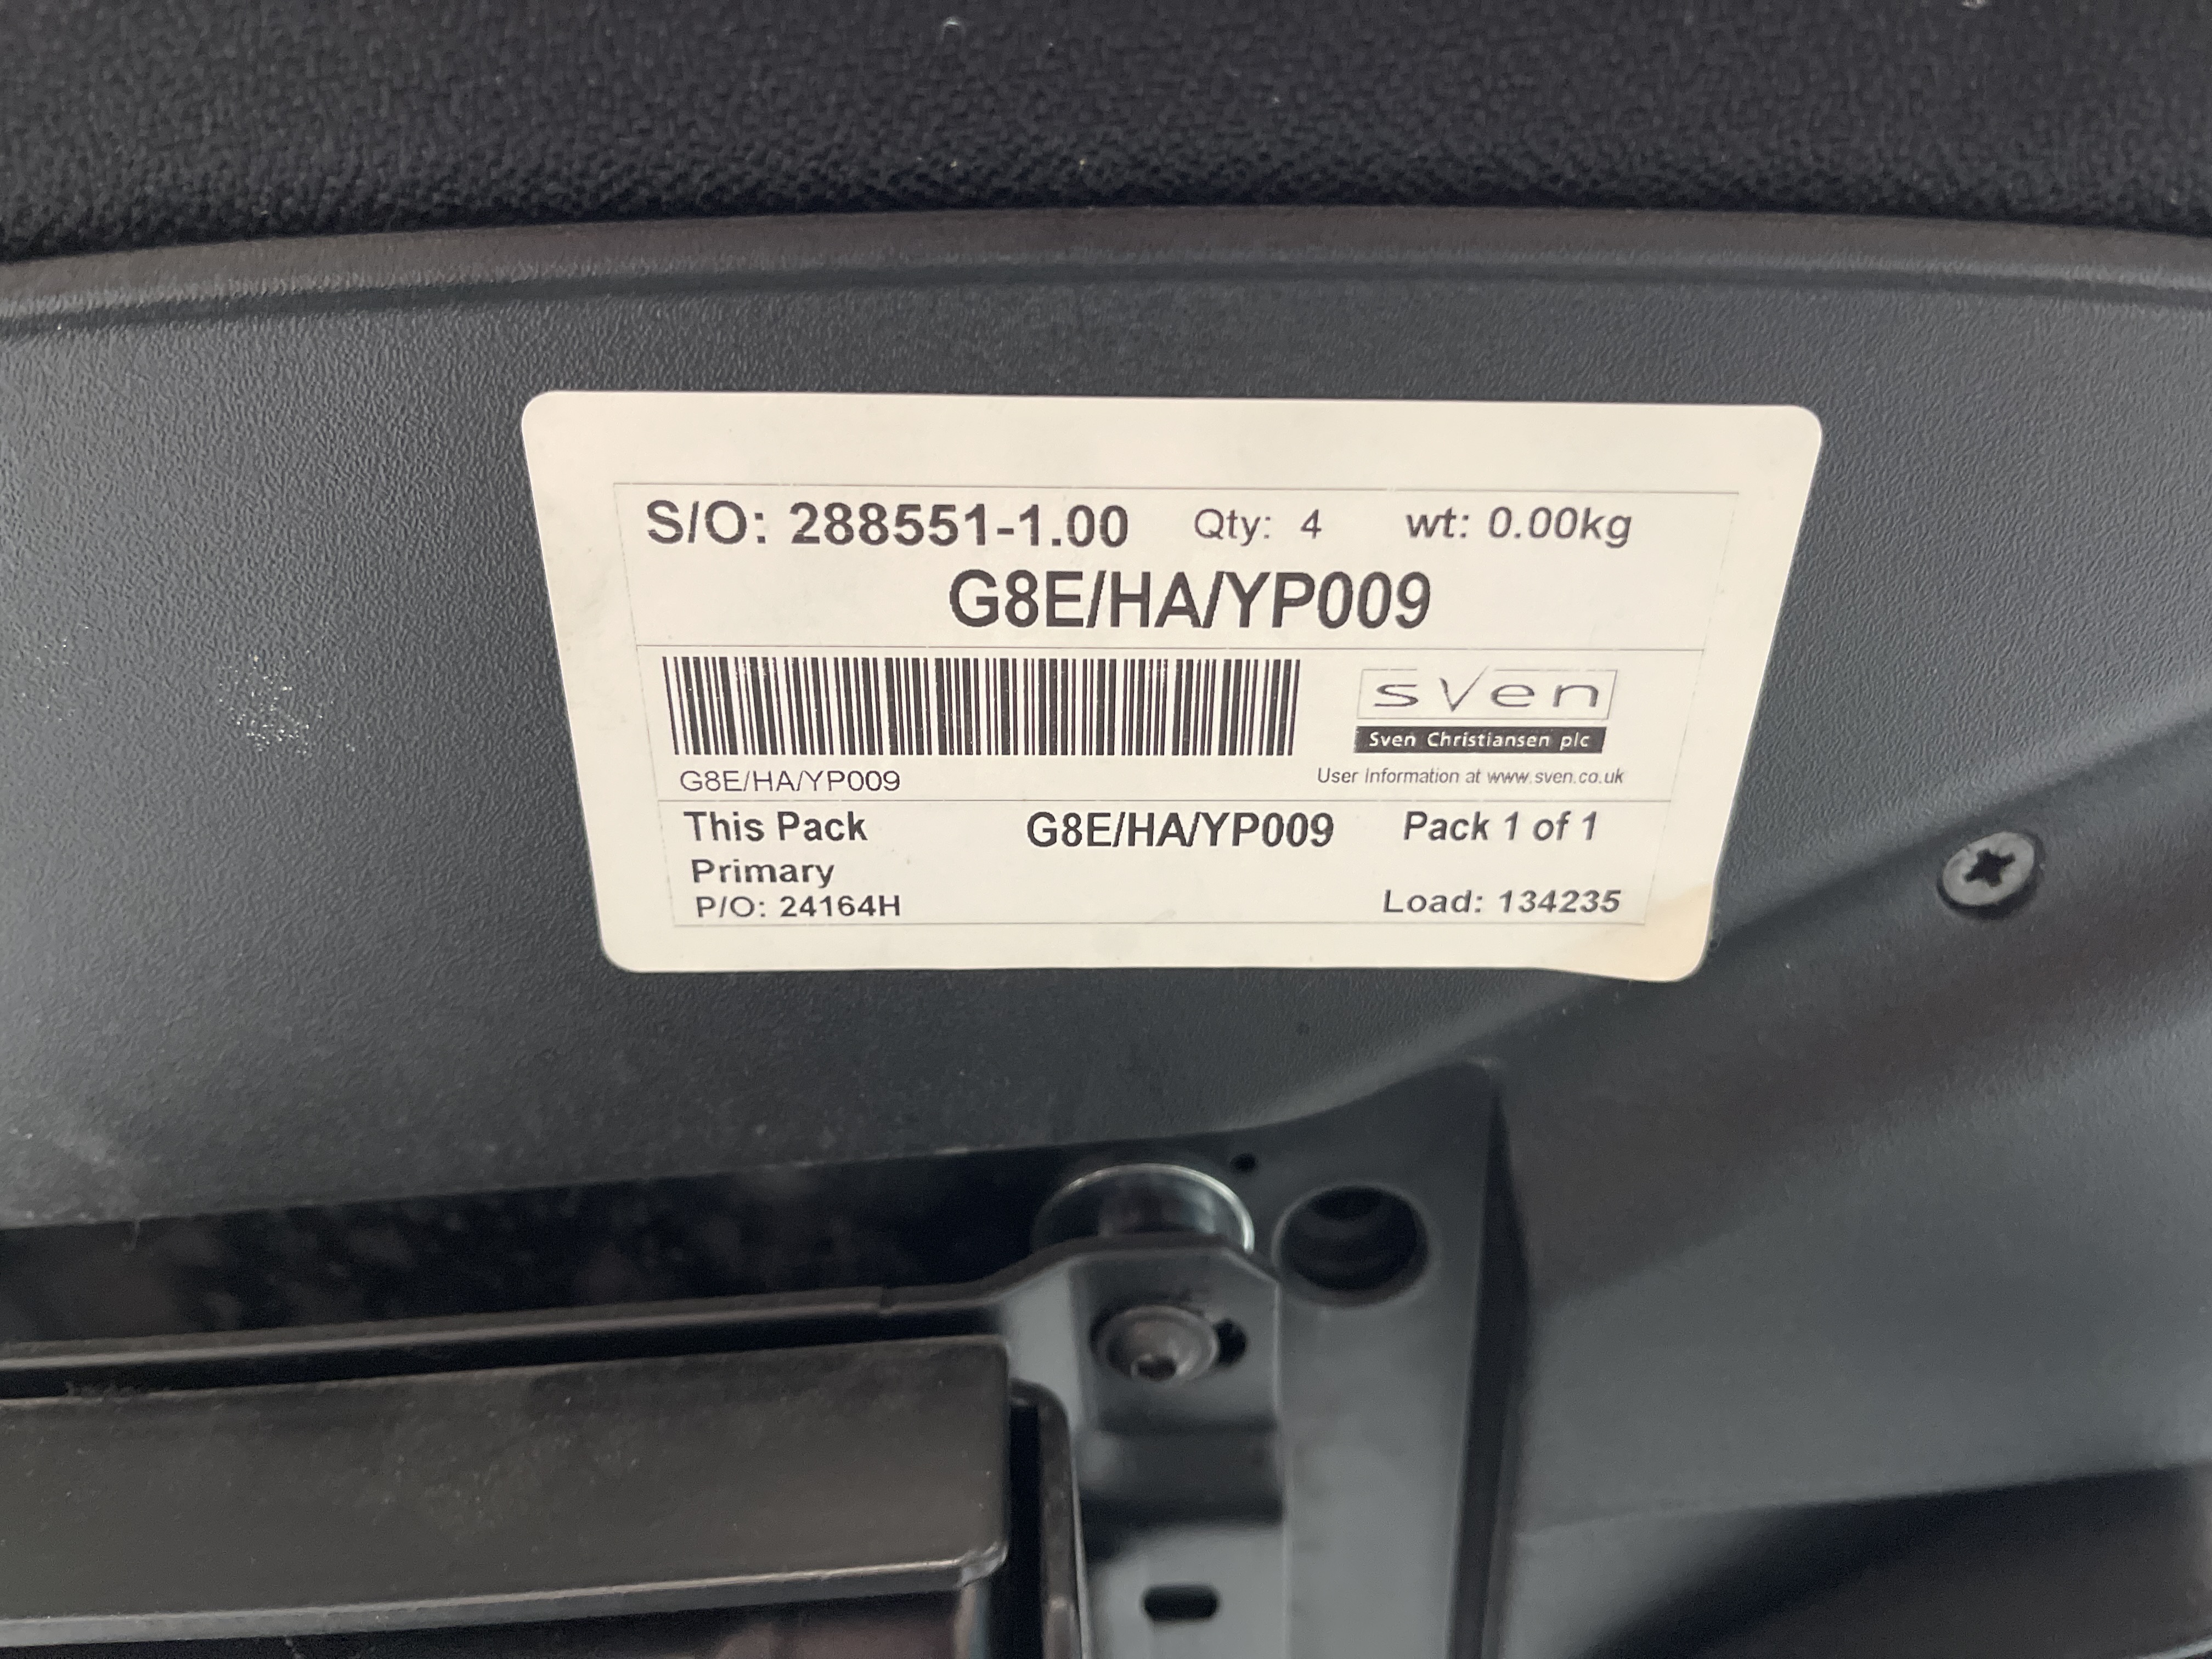 S/O: 288551-1.00 Qty: 4 wt: 0.00kg
G8E/HA/YP009
sven
Sven Christiansen plc
G8E/HA/YP009 User information at www.sven.co.uk
This Pack G8E/HA/YP009 Pack 1 of 1
Primary
P/O: 24164H Load: 134235